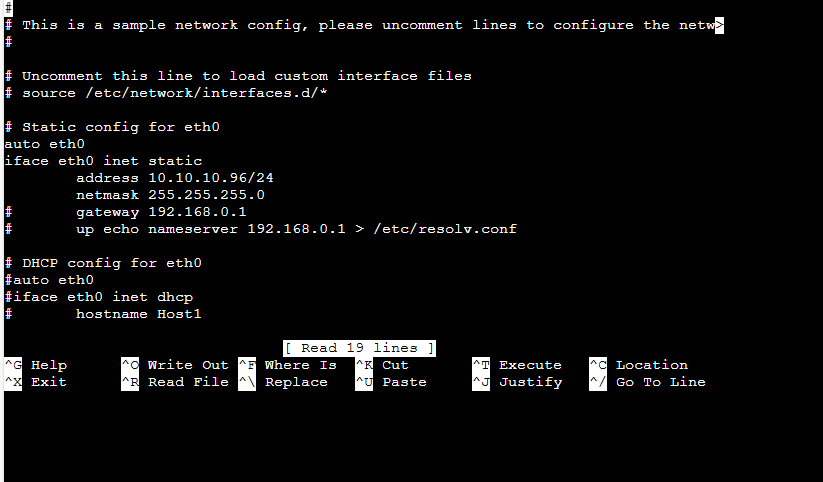 #
# This is a sample network config, please uncomment lines to configure the netw>
#
# Uncomment this line to load custom interface files
# source /etc/network/interfaces.d/*
# Static config for eth0
auto eth0
iface eth0 inet static
        address 10.10.10.96/24
        netmask 255.255.255.0
#       gateway 192.168.0.1
#       up echo nameserver 192.168.0.1 > /etc/resolv.conf
# DHCP config for eth0
#auto eth0
#iface eth0 inet dhcp
#       hostname Host1
[ Read 19 lines ]
^G Help      ^O Write Out ^F Where Is  ^K Cut       ^T Execute   ^C Location
^X Exit      ^R Read File ^\ Replace   ^U Paste     ^J Justify   ^/ Go To Line